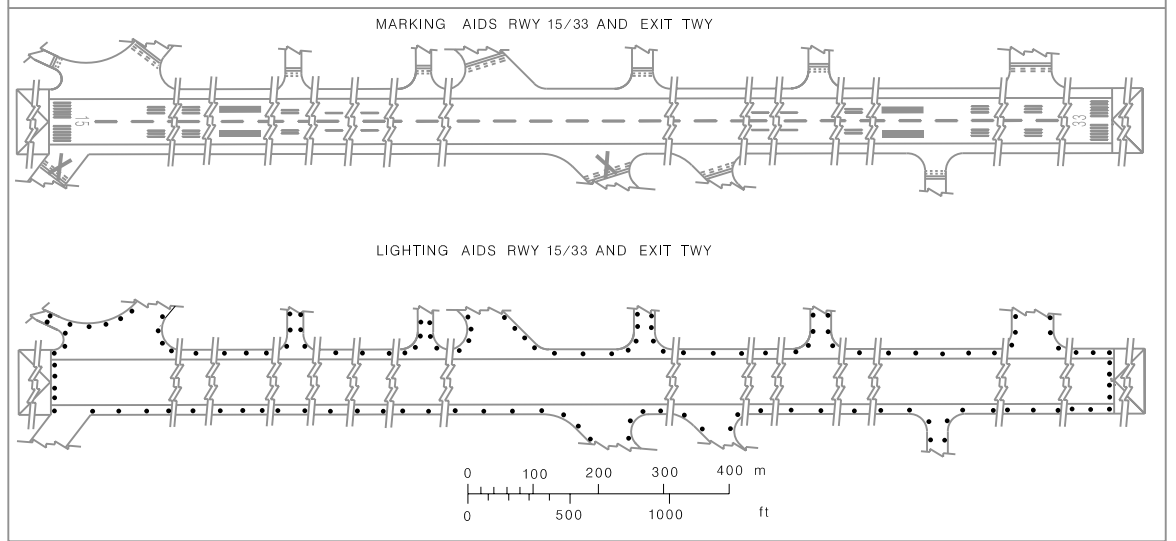 MARKING AIDS RWY 15/33 AND EXIT TWY
15
33
LIGHTING AIDS RWY 15/33 AND EXIT TWY
0 100 200 300 400 m
0 500 1000 ft